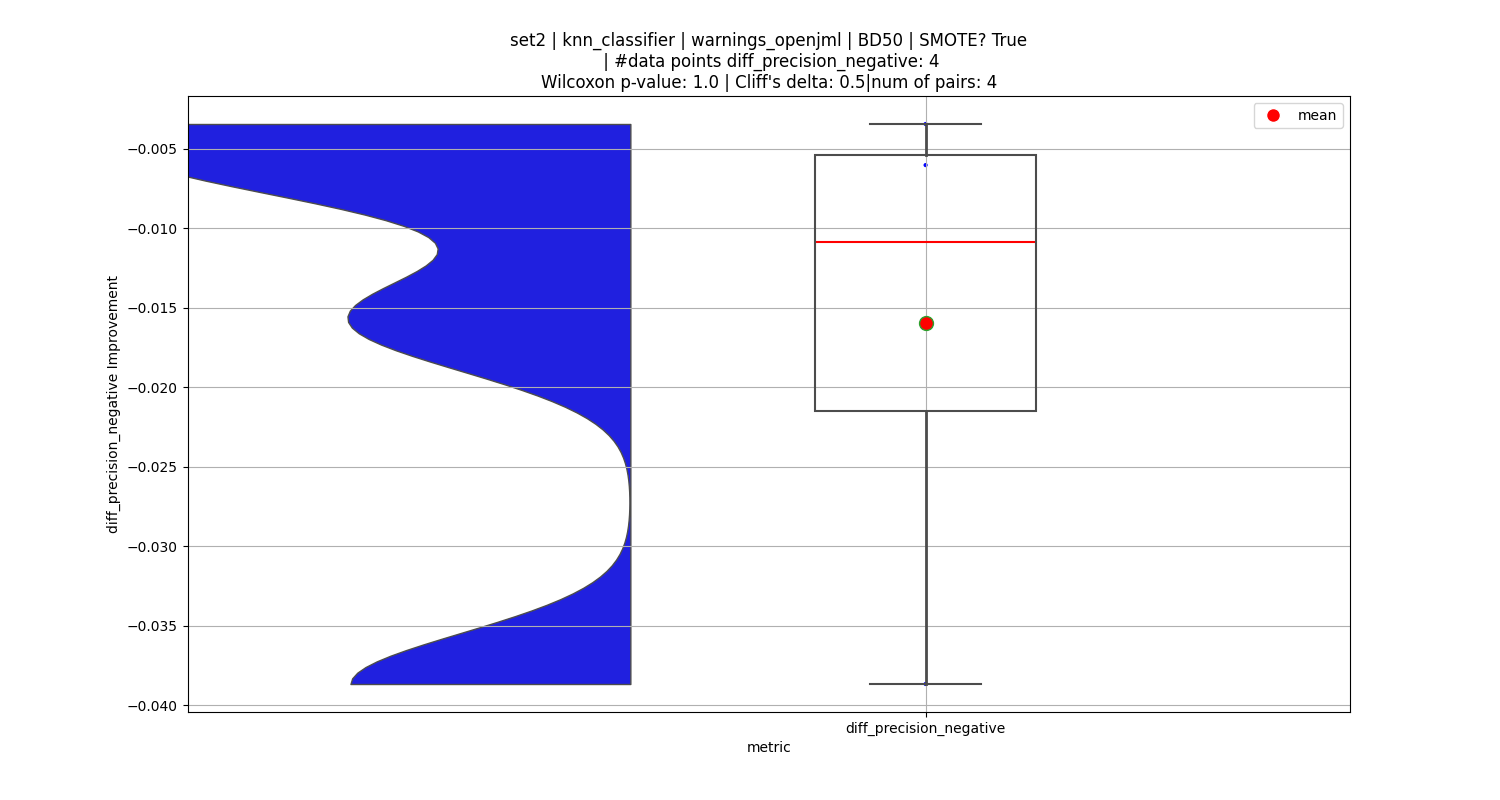 set2 | knn_classifier | warnings_openjml | BD50 | SMOTE? True
| #data points diff_precision_negative: 4
Wilcoxon p-value: 1.0 | Cliff's delta: 0.5|num of pairs: 4
mean
−0.005
−0.010
−0.015
−0.020
−0.025
−0.030
−0.035
−0.040
diff_precision_negative Improvement
diff_precision_negative
metric